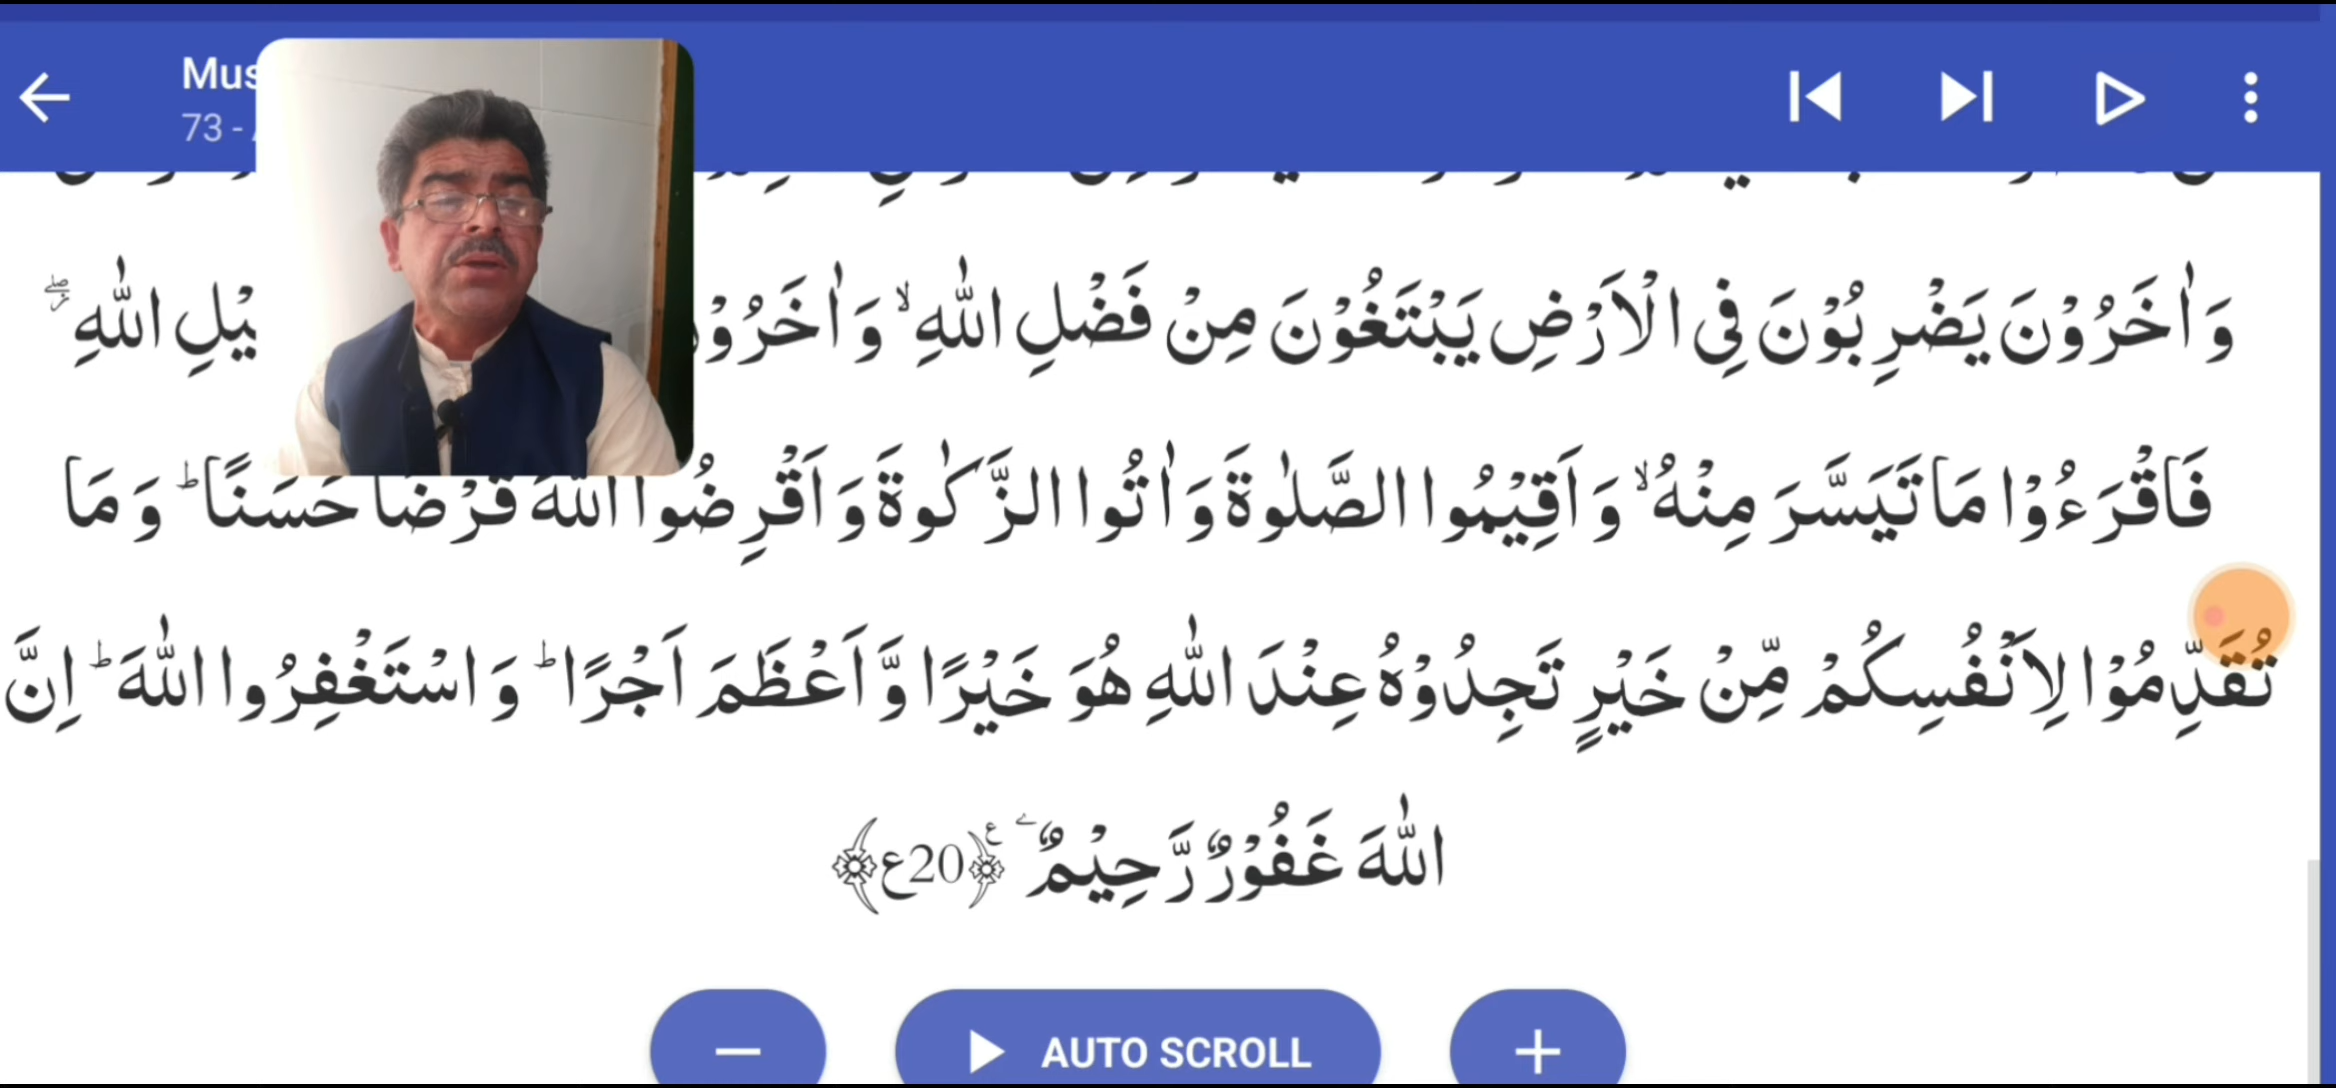 Mus
73 -
وَ اٰخَرُوْنَ یَضْرِبُوْنَ فِی الْاَرْضِ یَبْتَغُوْنَ مِنْ فَضْلِ اللّٰهِ ۙ وَ اٰخَرُوْ یْلِ اللّٰهِ ۖ٘
فَاقْرَءُوْا مَا تَیَسَّرَ مِنْهُ ۙ وَ اَقِیْمُوا الصَّلٰوةَ وَ اٰتُوا الزَّكٰوةَ وَ اَقْرِضُوا اللّٰهَ قَرْضًا حَسَنًا ؕ وَ مَا
تُقَدِّمُوْا لِاَنْفُسِكُمْ مِّنْ خَیْرٍ تَجِدُوْهُ عِنْدَ اللّٰهِ هُوَ خَیْرًا وَّ اَعْظَمَ اَجْرًا ؕ وَ اسْتَغْفِرُوا اللّٰهَ ؕ اِنَّ
اللّٰهَ غَفُوْرٌ رَّحِیْمٌ ۠ ﴿20ع﴾
AUTO SCROLL